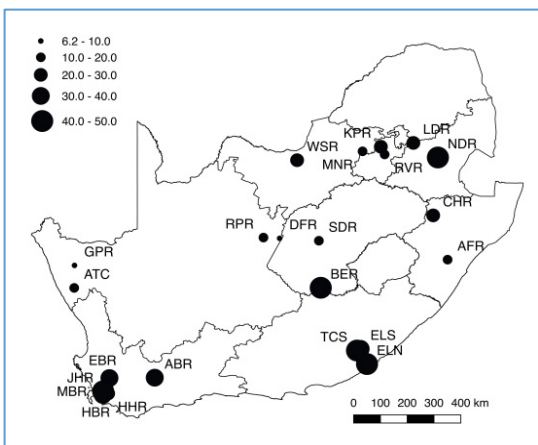 6.2 - 10.0
10.0 - 20.0
20.0 - 30.0
30.0 - 40.0
40.0 - 50.0
KPR
LDR
WSR
NDR
MNR
RVR
CHR
RPR
DFR
SDR
AFR
GPR
ATC
BER
TCS
ELS
ELN
EBR
ABR
JHR
MBR
HHR
HBR
0 100 200 300 400 km